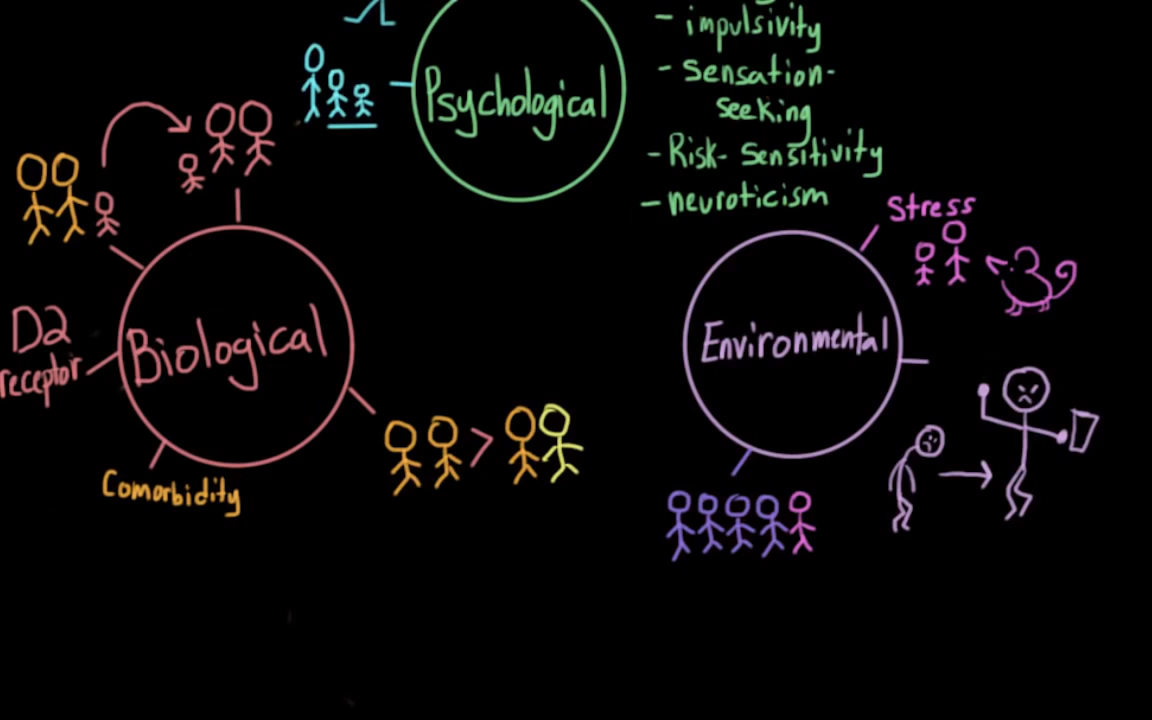 - impulsivity
- Sensation-
seeking
Psychological
- Risk-Sensitivity
- neuroticism
Stress
D2
receptor
Biological
>
Environmental
Comorbidity